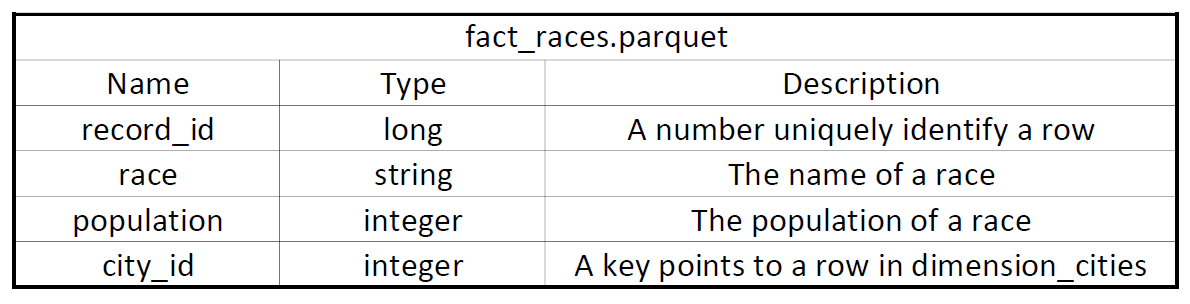 fact_races.parquet
Name Type Description
record_id long A number uniquely identify a row
race string The name of a race
population integer The population of a race
city_id integer A key points to a row in dimension_cities